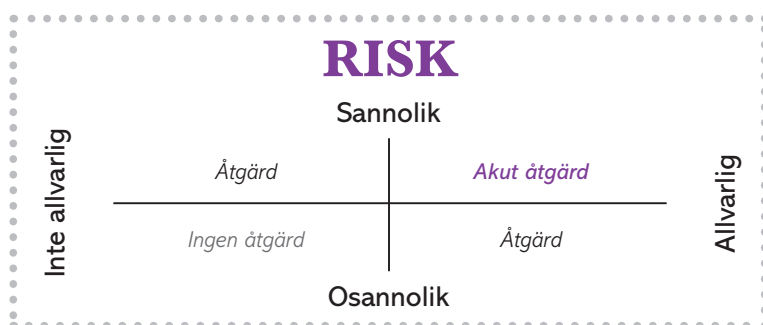 RISK
Sannolik
Inte allvarlig
Åtgärd
Akut åtgärd
Allvarlig
Ingen åtgärd
Åtgärd
Osannolik